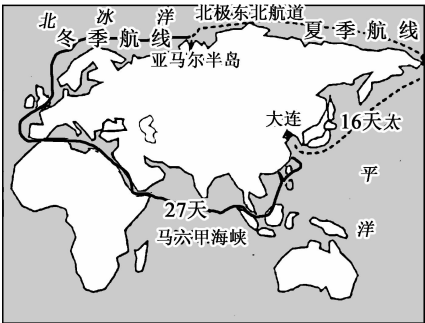 北冰洋
北极东北航道
冬季航线
夏季航线
亚马尔半岛
大连
16天
太平洋
27天
马六甲海峡